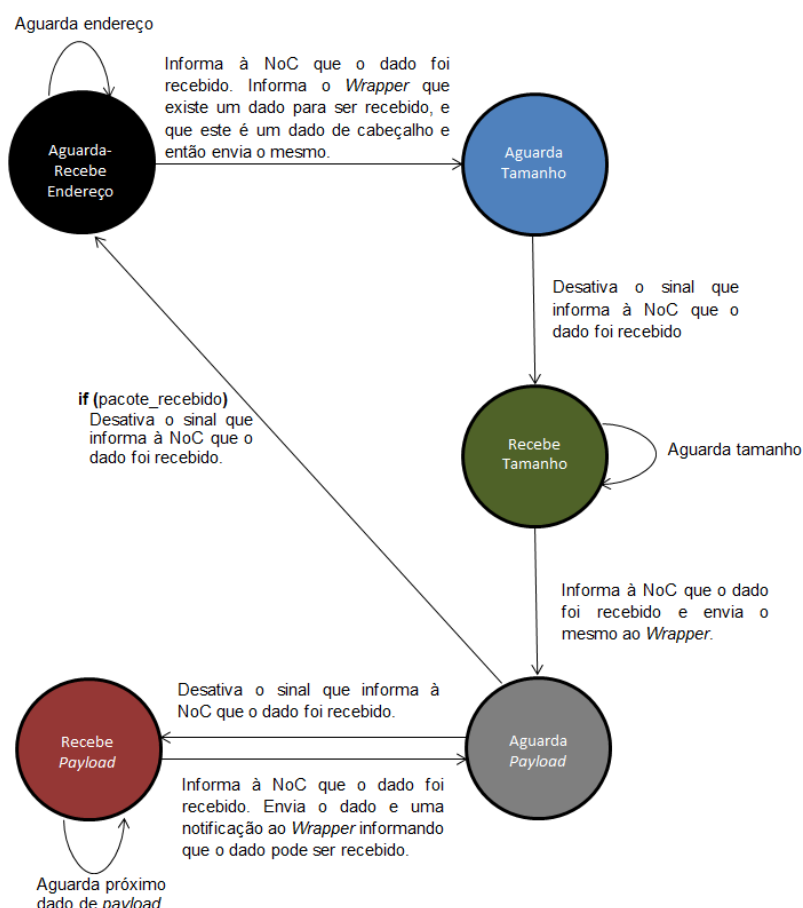 Aguarda endereço
Informa à NoC que o dado foi
recebido. Informa o Wrapper que
existe um dado para ser recebido, e
que este é um dado de cabeçalho e
então envia o mesmo.
Aguarda-
Recebe
Endereço
Aguarda
Tamanho
Desativa o sinal que
informa à NoC que o
dado foi recebido
if (pacote_recebido)
Desativa o sinal que
informa à NoC que o
dado foi recebido.
Recebe
Tamanho
Aguarda tamanho
Informa à NoC que o dado
foi recebido e envia o
mesmo ao Wrapper.
Desativa o sinal que informa à
NoC que o dado foi recebido.
Recebe
Payload
Aguarda
Payload
Informa à NoC que o dado foi
recebido. Envia o dado e uma
notificação ao Wrapper informando
que o dado pode ser recebido.
Aguarda próximo
dado de payload